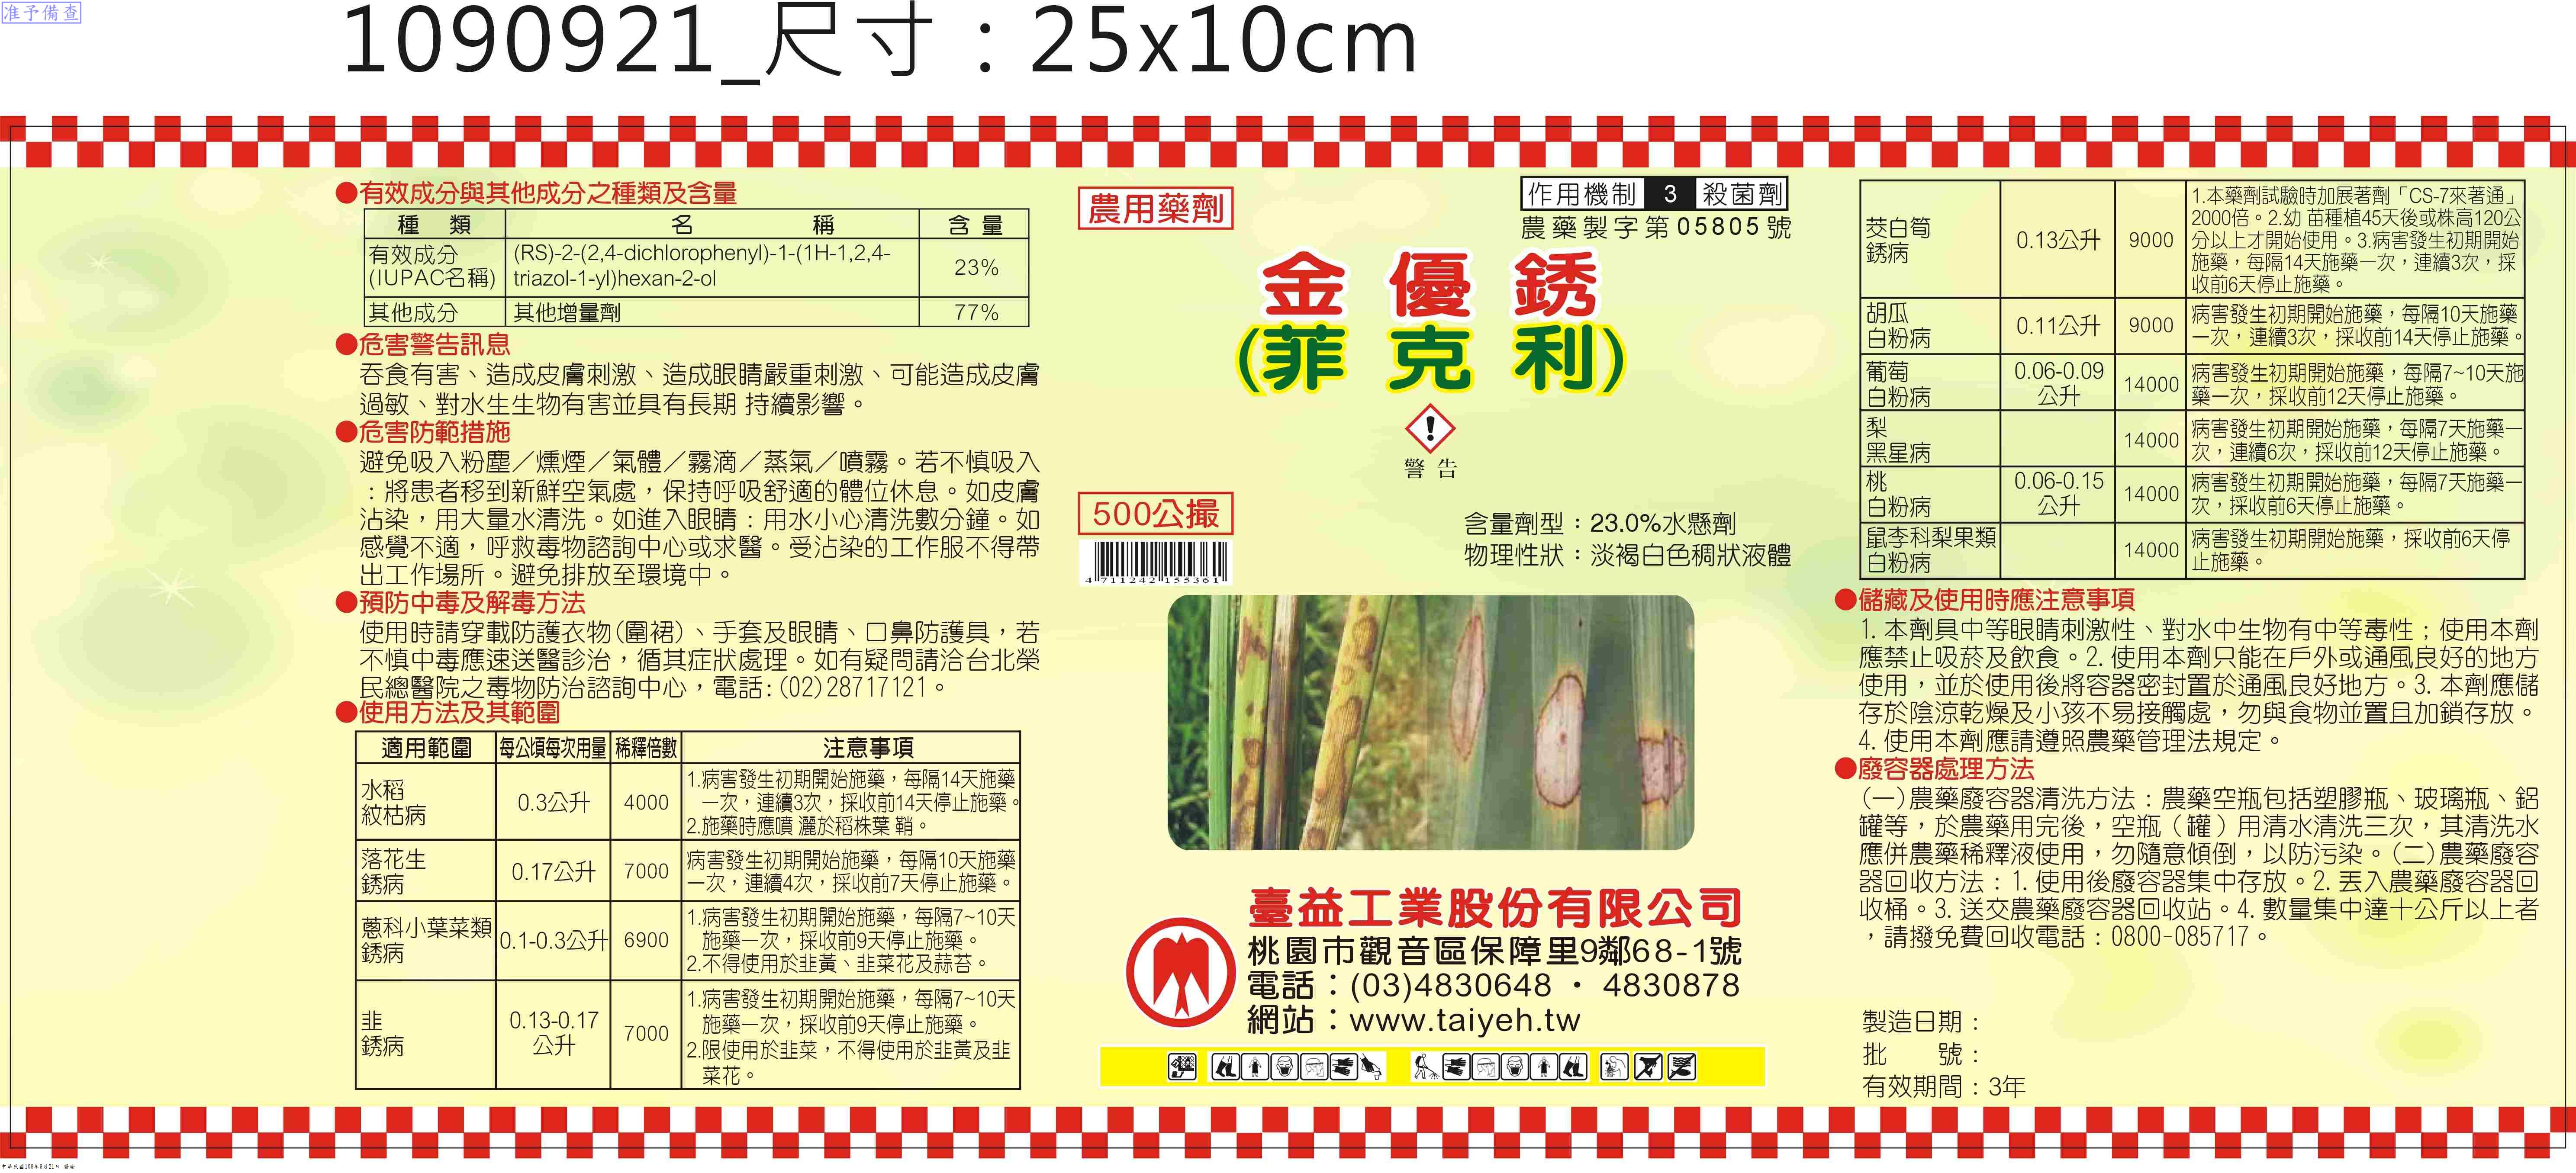 准予備查
1090921_尺寸：25x10cm
●有效成分與其他成分之種類及含量
種 類 名 稱 含 量
有效成分 (IUPAC名稱) (RS)-2-(2,4-dichlorophenyl)-1-(1H-1,2,4-triazol-1-yl)hexan-2-ol 23%
其他成分 其他增量劑 77%
●危害警告訊息
吞食有害、造成皮膚刺激、造成眼睛嚴重刺激、可能造成皮膚
過敏、對水生生物有害並具有長期 持續影響。
●危害防範措施
避免吸入粉塵／燻煙／氣體／霧滴／蒸氣／噴霧。若不慎吸入
：將患者移到新鮮空氣處，保持呼吸舒適的體位休息。如皮膚
沾染，用大量水清洗。如進入眼睛：用水小心清洗數分鐘。如
感覺不適，呼救毒物諮詢中心或求醫。受沾染的工作服不得帶
出工作場所。避免排放至環境中。
●預防中毒及解毒方法
使用時請穿載防護衣物(圍裙)、手套及眼睛、口鼻防護具，若
不慎中毒應速送醫診治，循其症狀處理。如有疑問請洽台北榮
民總醫院之毒物防治諮詢中心，電話:(02)28717121。
●使用方法及其範圍
適用範圍 每公頃每次用量 稀釋倍數 注意事項
水稻
紋枯病
0.3公升 4000
1.病害發生初期開始施藥，每隔14天施藥
一次，連續3次，採收前14天停止施藥。
2.施藥時應噴 灑於稻株葉 鞘。
落花生
銹病
0.17公升 7000
病害發生初期開始施藥，每隔10天施藥
一次，連續4次，採收前7天停止施藥。
蔥科小葉菜類
銹病
0.1-0.3公升 6900
1.病害發生初期開始施藥，每隔7~10天
施藥一次，採收前9天停止施藥。
2.不得使用於韭黃、韭菜花及蒜苔。
韭
銹病
0.13-0.17
公升
7000
1.病害發生初期開始施藥，每隔7~10天
施藥一次，採收前9天停止施藥。
2.限使用於韭菜，不得使用於韭黃及韭
菜花。
農用藥劑
作用機制 3 殺菌劑
農藥製字第05805號
金優銹
(菲克利)
警告
500公撮
4 711242 155361
含量劑型：23.0%水懸劑
物理性狀：淡褐白色稠狀液體
臺益工業股份有限公司
桃園市觀音區保障里9鄰68-1號
電話：(03)4830648 · 4830878
網站：www.taiyeh.tw
茭白筍
銹病
0.13公升 9000
1.本藥劑試驗時加展著劑「CS-7來著通」
2000倍。2.幼 苗種植45天後或株高120公
分以上才開始使用。3.病害發生初期開始
施藥，每隔14天施藥一次，連續3次，採
收前6天停止施藥。
胡瓜
白粉病
0.11公升 9000
病害發生初期開始施藥，每隔10天施藥
一次，連續3次，採收前14天停止施藥。
葡萄
白粉病
0.06-0.09
公升
14000
病害發生初期開始施藥，每隔7~10天施
藥一次，採收前12天停止施藥。
梨
黑星病
14000
病害發生初期開始施藥，每隔7天施藥一
次，連續6次，採收前12天停止施藥。
桃
白粉病
0.06-0.15
公升
14000
病害發生初期開始施藥，每隔7天施藥一
次，採收前6天停止施藥。
鼠李科梨果類
白粉病
14000
病害發生初期開始施藥，採收前6天停
止施藥。
●儲藏及使用時應注意事項
1.本劑具中等眼睛刺激性、對水中生物有中等毒性；使用本劑
應禁止吸菸及飲食。2.使用本劑只能在戶外或通風良好的地方
使用，並於使用後將容器密封置於通風良好地方。3.本劑應儲
存於陰涼乾燥及小孩不易接觸處，勿與食物並置且加鎖存放。
4.使用本劑應請遵照農藥管理法規定。
●廢容器處理方法
(一)農藥廢容器清洗方法：農藥空瓶包括塑膠瓶、玻璃瓶、鋁
罐等，於農藥用完後，空瓶（罐）用清水清洗三次，其清洗水
應併農藥稀釋液使用，勿隨意傾倒，以防污染。(二)農藥廢容
器回收方法：1.使用後廢容器集中存放。2.丟入農藥廢容器回
收桶。3.送交農藥廢容器回收站。4.數量集中達十公斤以上者
，請撥免費回收電話：0800-085717。
製造日期：
批 號：
有效期間：3年